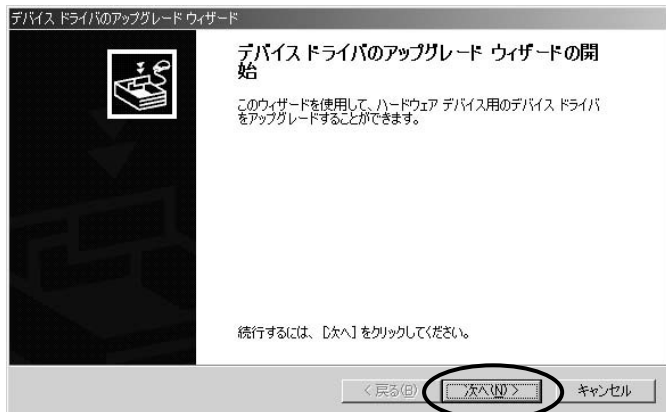 デバイス ドライバのアップグレード ウィザード
デバイス ドライバのアップグレード ウィザードの開
始
このウィザードを使用して、ハードウェア デバイス用のデバイス ドライバ
をアップグレードすることができます。
続行するには、[次へ] をクリックしてください。
< 戻る(B)
次へ(N) >
キャンセル